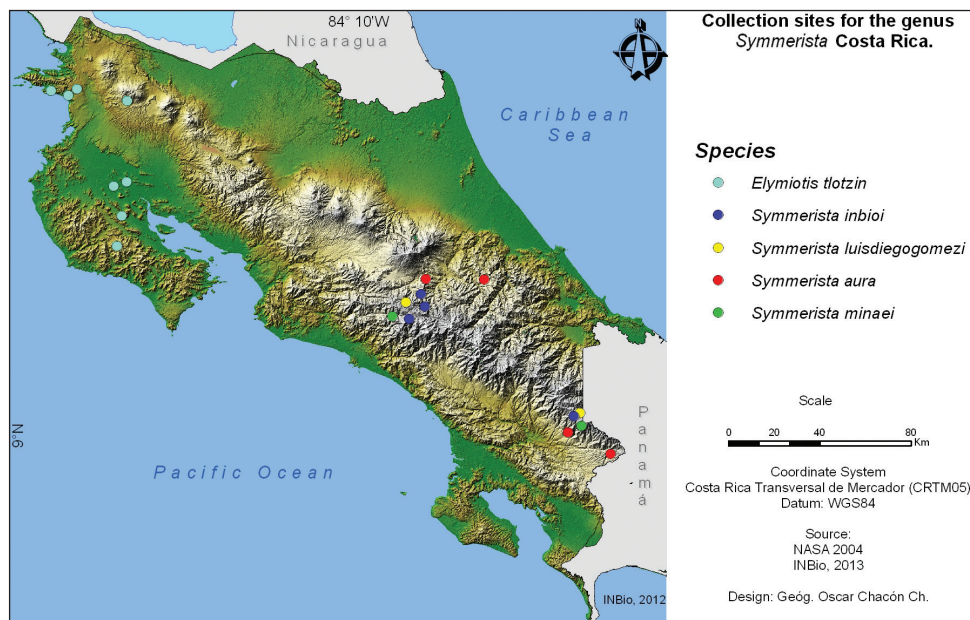 84° 10'W
Nicaragua
Caribbean
Sea
9°N
Pacific Ocean
Panamá
INBio, 2012
Collection sites for the genus
Symmerista Costa Rica.
Species
Elymiotis tlotzin
Symmerista inbioi
Symmerista luisdiegogomezi
Symmerista aura
Symmerista minaei
Scale
0 10 20 40 80
Km
Coordinate System
Costa Rica Transversal de Mercador (CRTM05)
Datum: WGS84
Source:
NASA 2004
INBio, 2013
Design: Geóg. Oscar Chacón Ch.